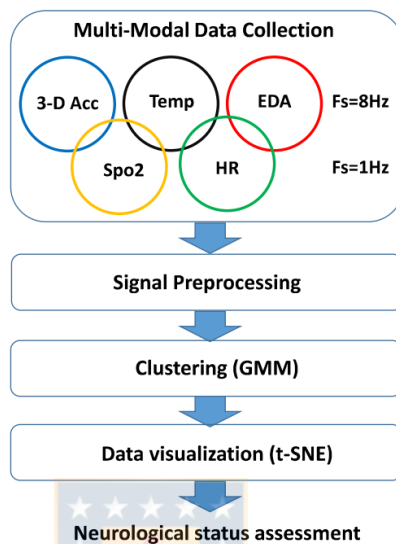 Multi-Modal Data Collection
3-D Acc Temp EDA Fs=8Hz
Spo2 HR Fs=1Hz
Signal Preprocessing
Clustering (GMM)
Data visualization (t-SNE)
Neurological status assessment